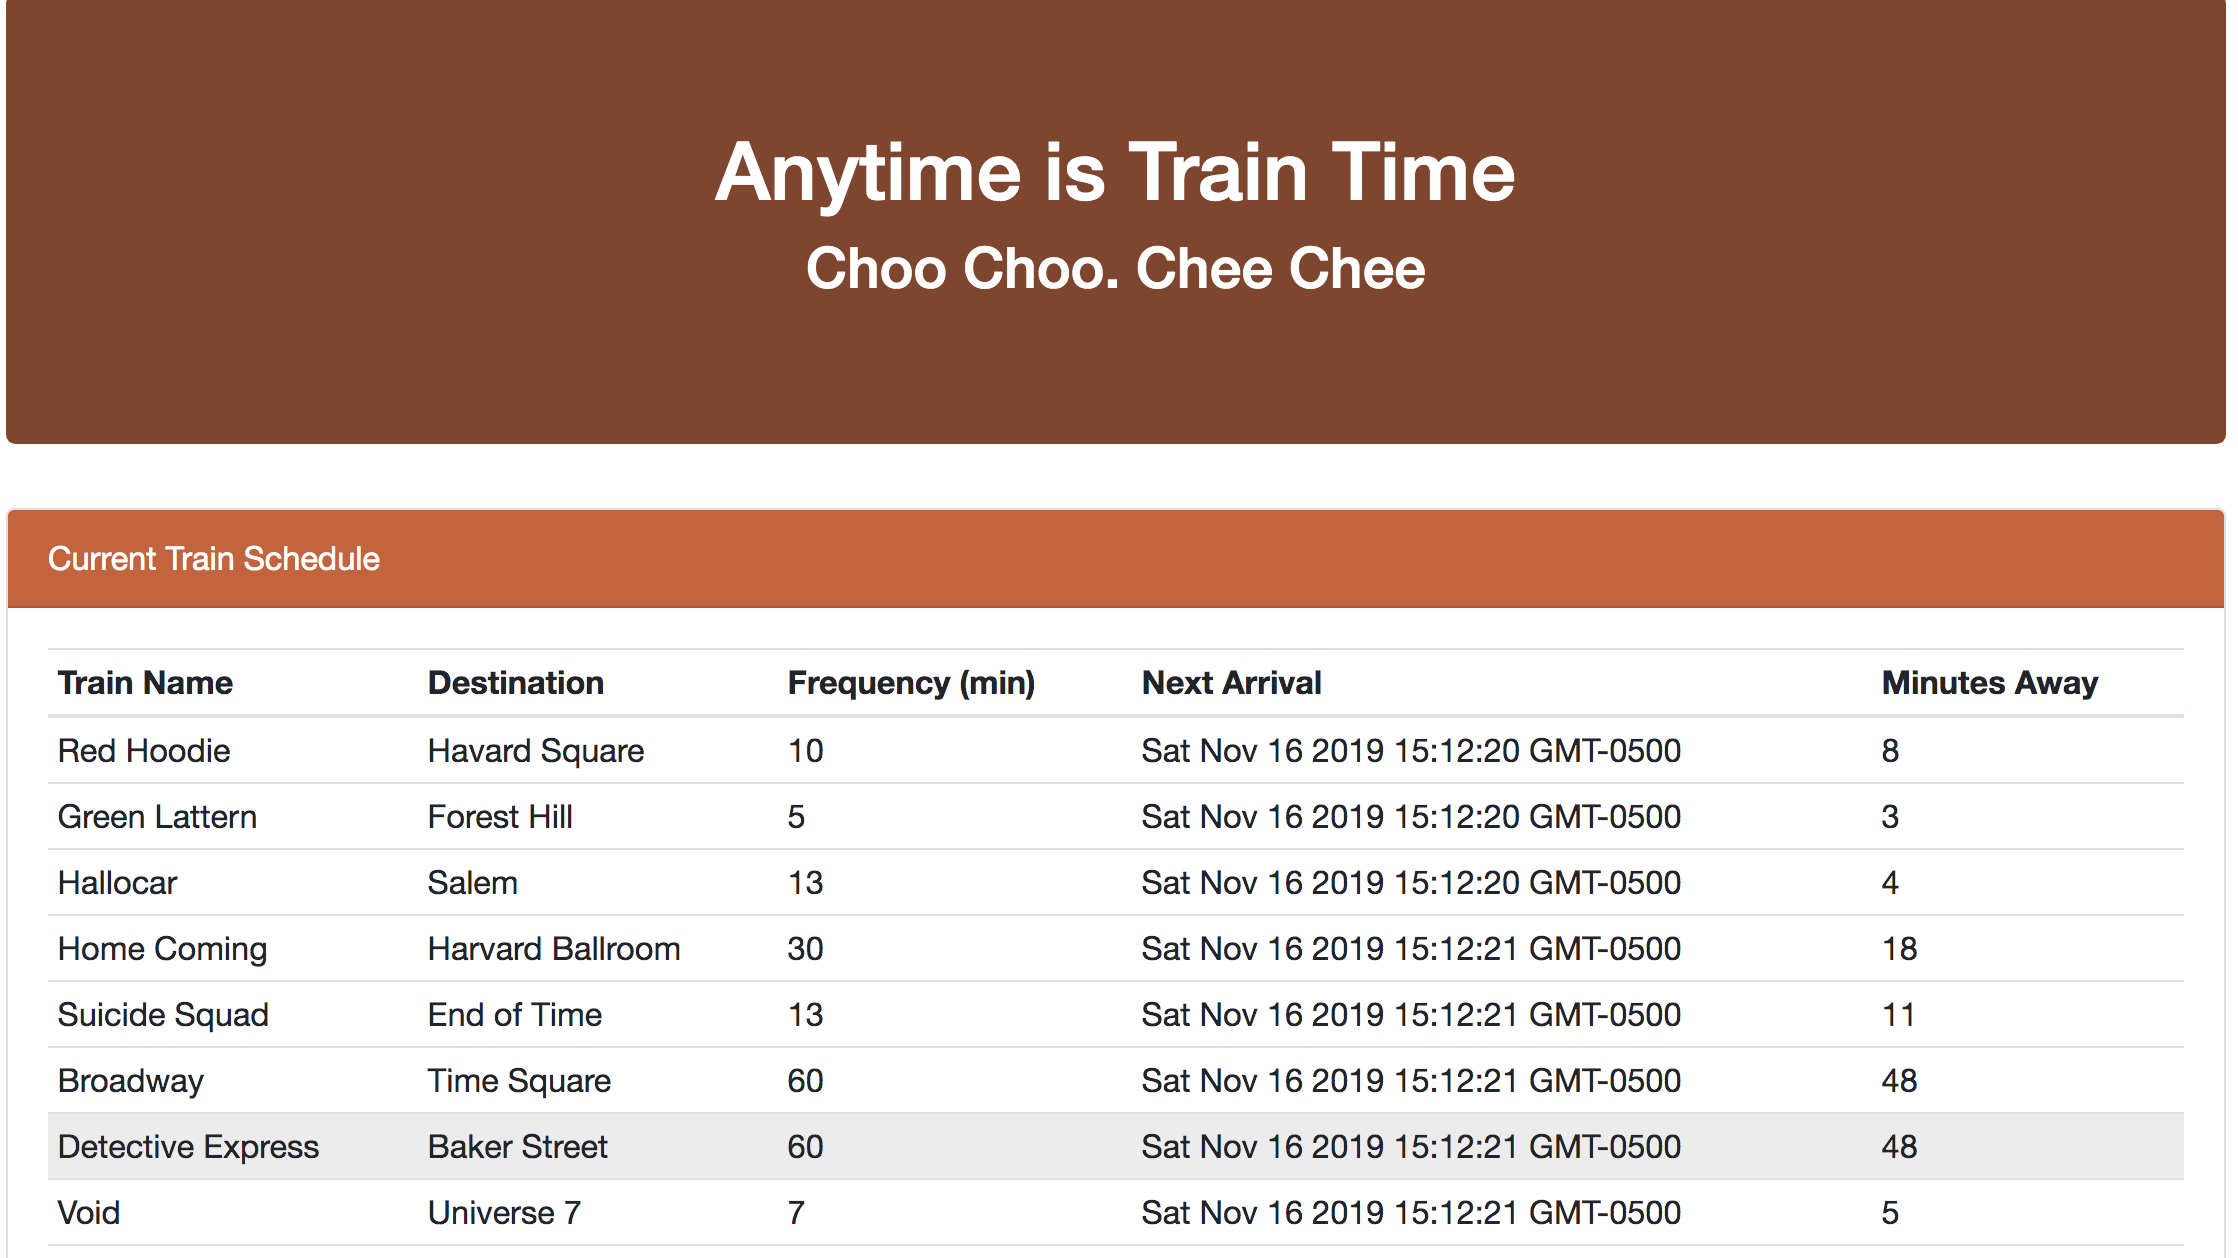 Anytime is Train Time
Choo Choo. Chee Chee
Current Train Schedule
Train Name Destination Frequency (min) Next Arrival Minutes Away
Red Hoodie Havard Square 10 Sat Nov 16 2019 15:12:20 GMT-0500 8
Green Lattern Forest Hill 5 Sat Nov 16 2019 15:12:20 GMT-0500 3
Hallocar Salem 13 Sat Nov 16 2019 15:12:20 GMT-0500 4
Home Coming Harvard Ballroom 30 Sat Nov 16 2019 15:12:21 GMT-0500 18
Suicide Squad End of Time 13 Sat Nov 16 2019 15:12:21 GMT-0500 11
Broadway Time Square 60 Sat Nov 16 2019 15:12:21 GMT-0500 48
Detective Express Baker Street 60 Sat Nov 16 2019 15:12:21 GMT-0500 48
Void Universe 7 7 Sat Nov 16 2019 15:12:21 GMT-0500 5